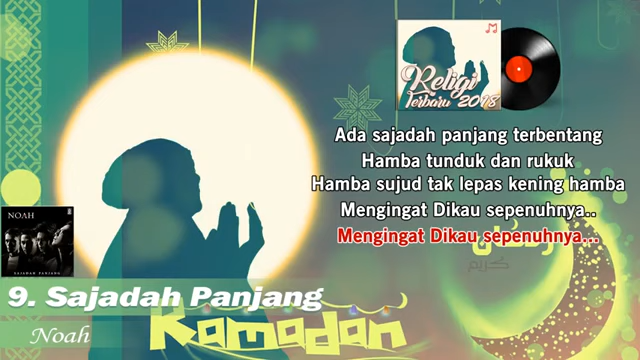 Religi
Terbaru 2018
Ada sajadah panjang terbentang
Hamba tunduk dan rukuk
Hamba sujud tak lepas kening hamba
Mengingat Dikau sepenuhnya..
Mengingat Dikau sepenuhnya...
كريم
NOAH
SAJADAH PANJANG
9. Sajadah Panjang
Noah
Ramadan